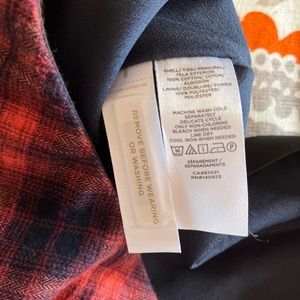 SHELL/ TISSU PRINCIPAL/
TELA EXTERIOR
100% COTTON/ COTON/
ALGODÓN
LINING/ DOUBLURE/ FORRO
100% POLYESTER/
POLIÉSTER
MACHINE WASH COLD
SEPARATELY
DELICATE CYCLE
ONLY NON-CHLORINE
BLEACH WHEN NEEDED
LINE DRY
COOL IRON WHEN NEEDED
SÉPARÉMENT/
SEPARADAMENTE
CA#57421
RN#140023
REMOVE BEFORE WEARING
OR WASHING